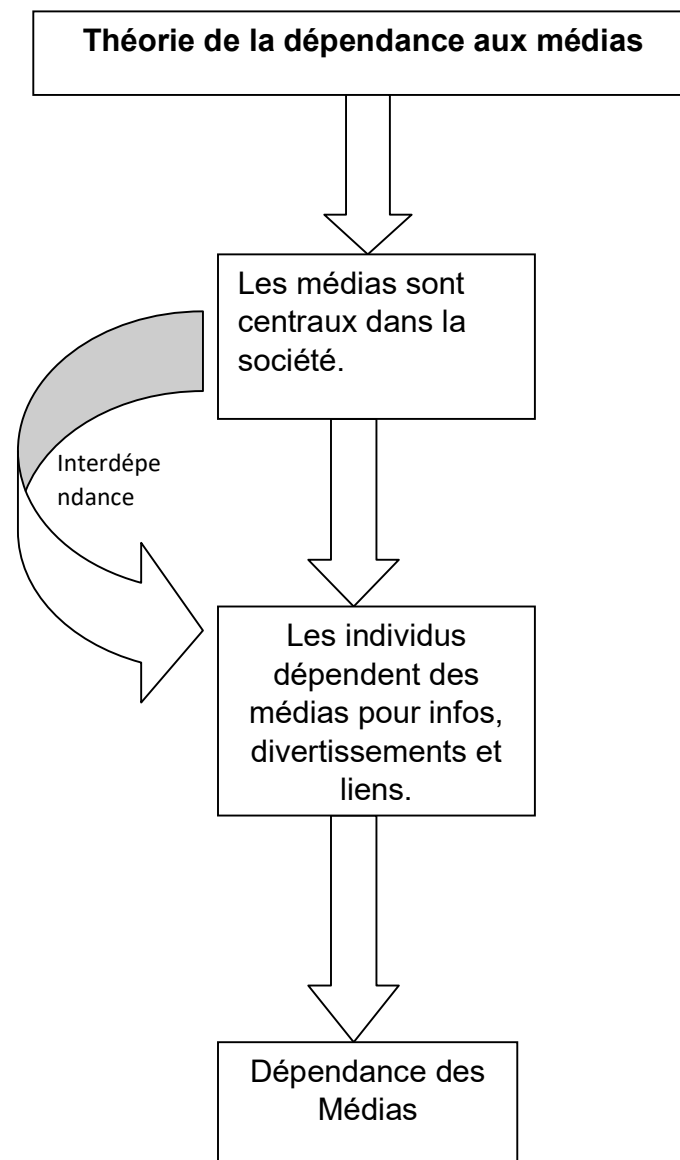 Théorie de la dépendance aux médias
Les médias sont
centraux dans la
société.
Interdépe
ndance
Les individus
dépendent des
médias pour infos,
divertissements et
liens.
Dépendance des
Médias